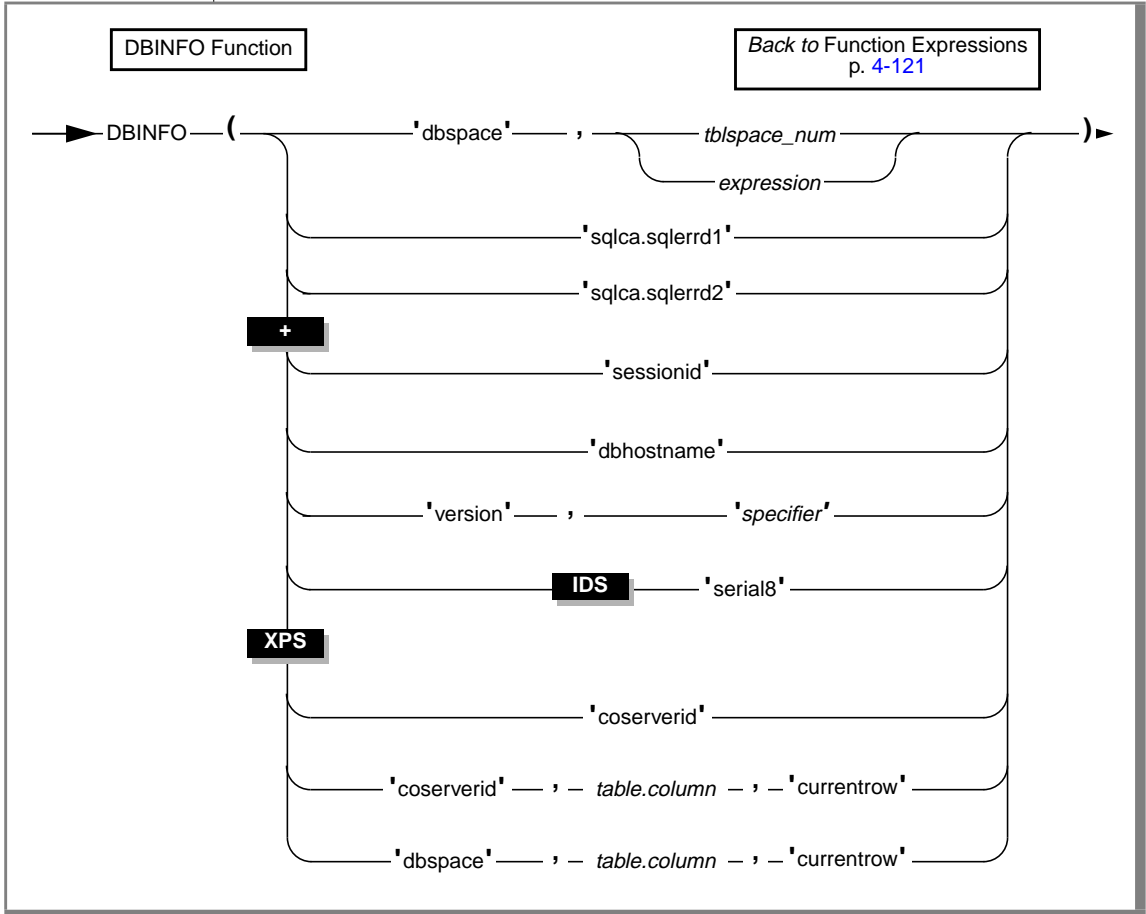 DBINFO Function
Back to Function Expressions
p. 4-121
DBINFO ( 'dbspace' , tblspace_num )
expression
'sqlca.sqlerrd1'
'sqlca.sqlerrd2'
+
'sessionid'
'dbhostname'
'version' , 'specifier'
IDS 'serial8'
XPS
'coserverid'
'coserverid' , table.column , 'currentrow'
'dbspace' , table.column , 'currentrow'